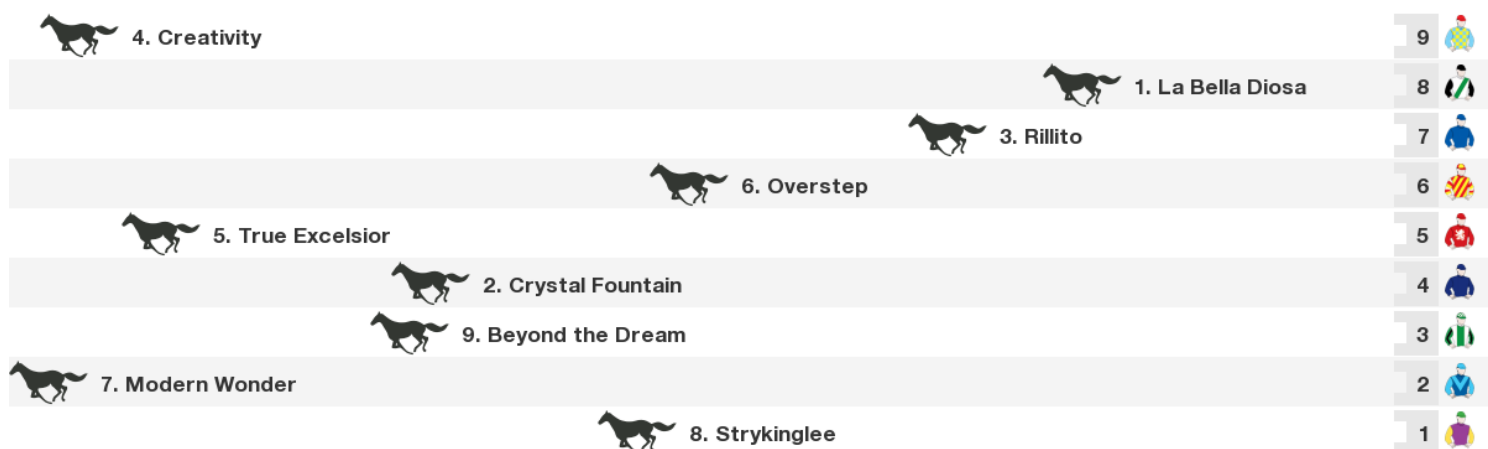 4. Creativity 9
1. La Bella Diosa 8
3. Rillito 7
6. Overstep 6
5. True Excelsior 5
2. Crystal Fountain 4
9. Beyond the Dream 3
7. Modern Wonder 2
8. Strykinglee 1